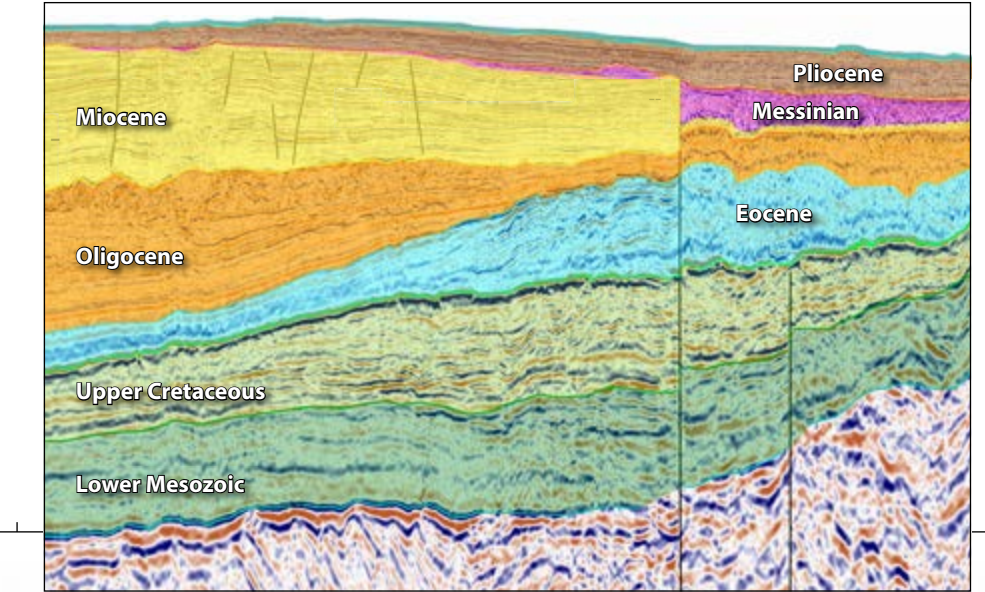 Pliocene
Messinian
Miocene
Eocene
Oligocene
Upper Cretaceous
Lower Mesozoic